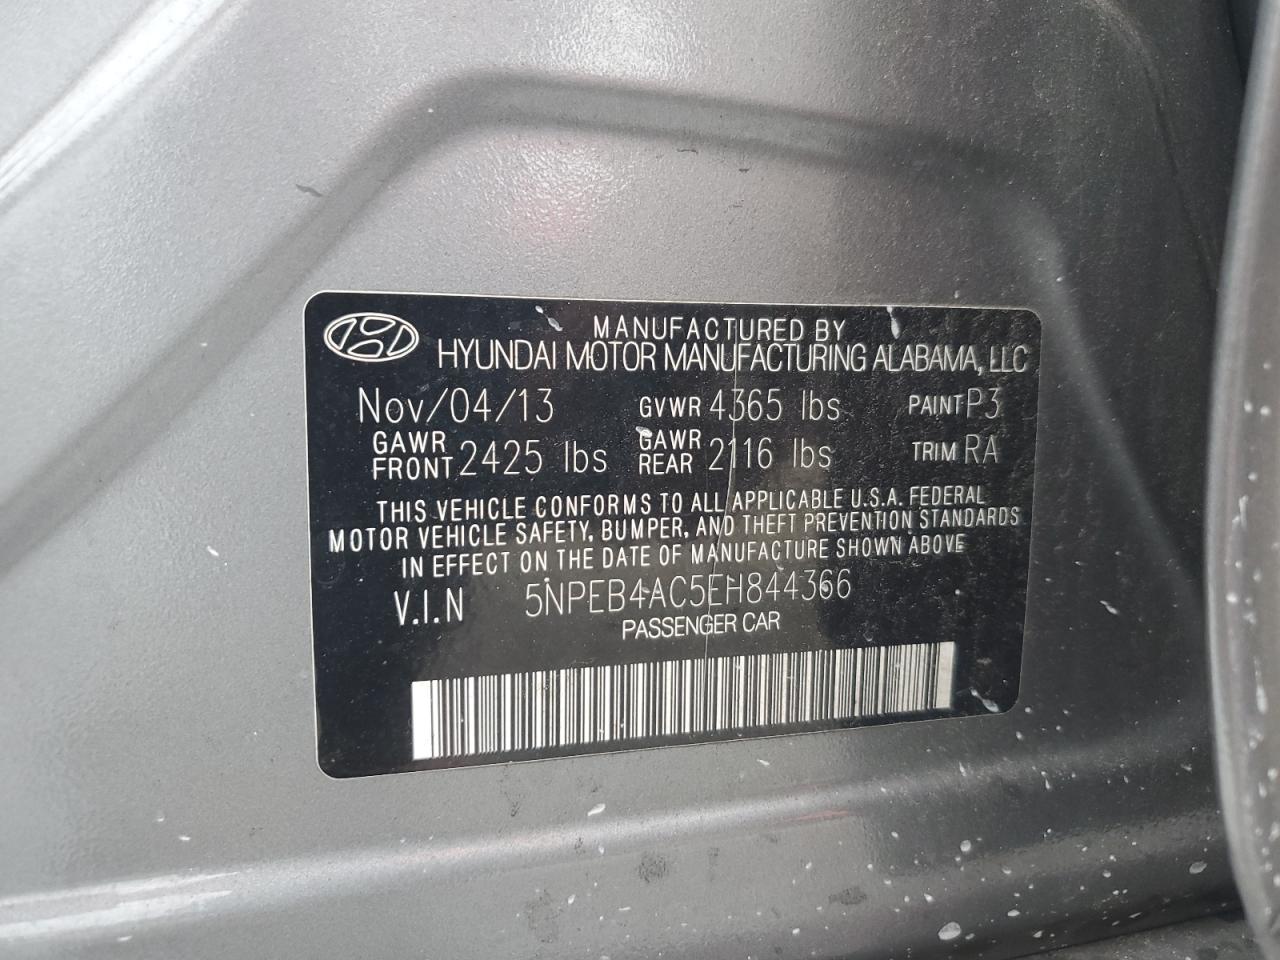 MANUFACTURED BY
HYUNDAI MOTOR MANUFACTURING ALABAMA, LLC
Nov/04/13 GVWR 4365 lbs PAINT P3
GAWR FRONT 2425 lbs GAWR REAR 2116 lbs TRIM RA
THIS VEHICLE CONFORMS TO ALL APPLICABLE U.S.A. FEDERAL
MOTOR VEHICLE SAFETY, BUMPER, AND THEFT PREVENTION STANDARDS
IN EFFECT ON THE DATE OF MANUFACTURE SHOWN ABOVE
V.I.N 5NPEB4AC5EH844366
PASSENGER CAR